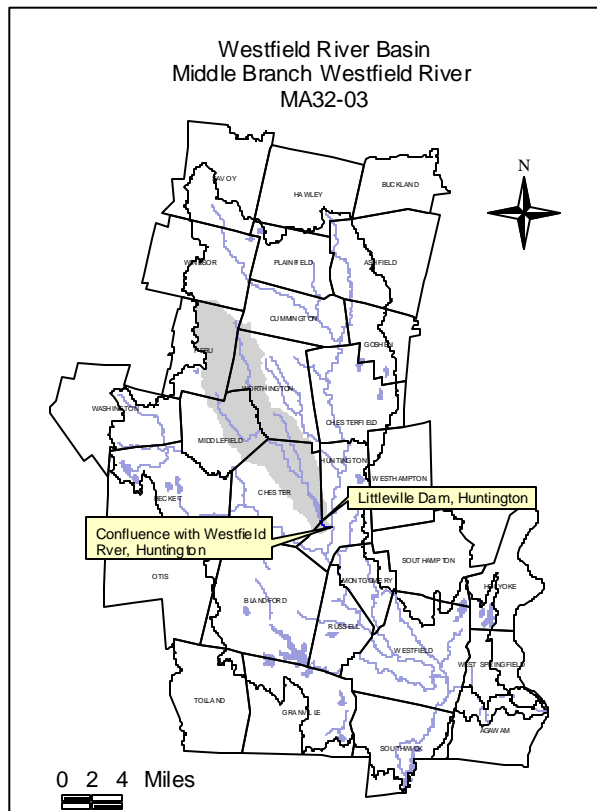 Westfield River Basin
Middle Branch Westfield River
MA32-03
N
SAVOY
HAWLEY
BUCKLAND
WINDSOR
PLAINFIELD
ASHFIELD
CUMMINGTON
GOSHEN
PERU
WORTHINGTON
WASHINGTON
CHESTERFIELD
MIDDLEFIELD
HUNTINGTON
WESTHAMPTON
BECKET
CHESTER
Littleville Dam, Huntington
Confluence with Westfield
Rver, Huntington
SOUTHAMPTON
OTIS
MONTGOMERY
HOLYOKE
BLANDFORD
RUSSELL
WESTFIELD
WEST SPRINGFIELD
TOLLAND
GRANVILLE
AGAWAM
SOUTHWICK
0 2 4 Miles